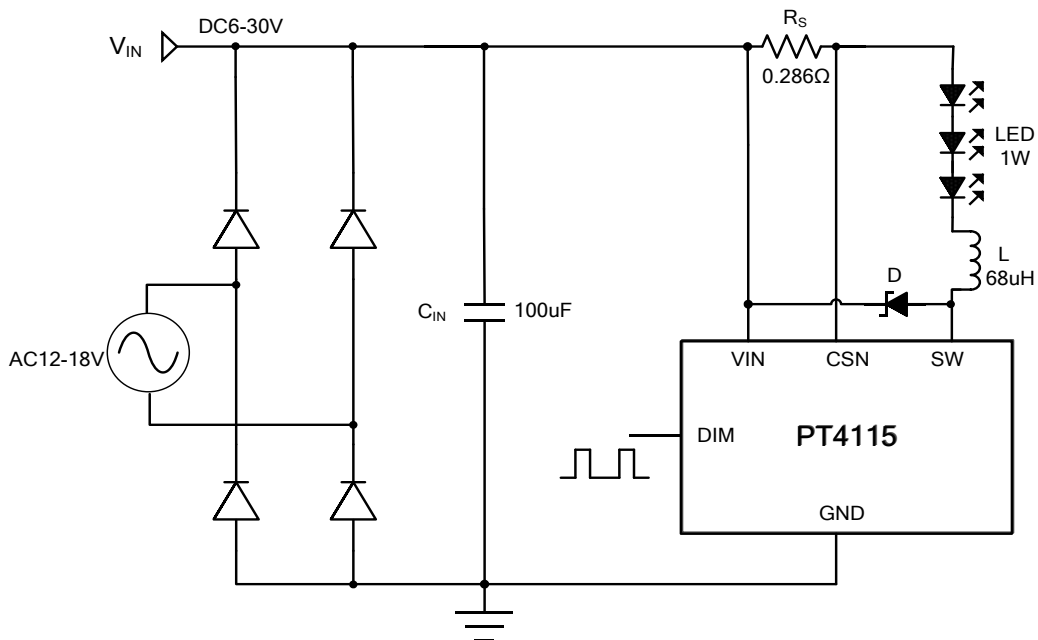 DC6-30V
V_IN
R_S
0.286Ω
LED
1W
L
68uH
D
C_IN
100uF
AC12-18V
VIN
CSN
SW
DIM
PT4115
GND